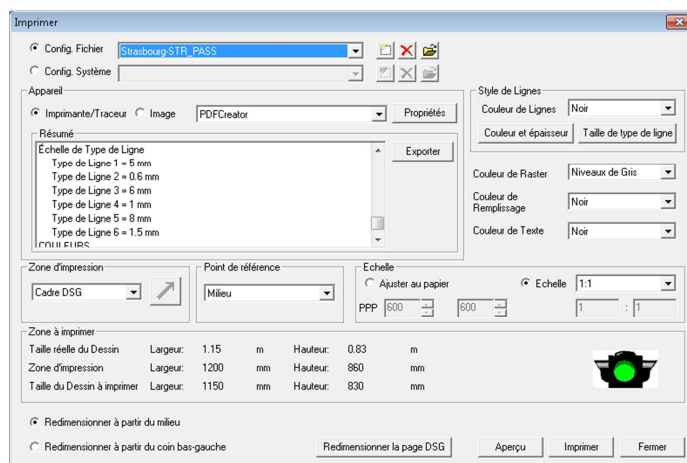 Imprimer
Config. Fichier Strasbourg-STR_PASS
Config. Système
Appareil
Imprimante/Traceur Image PDFCreator Propriétés
Résumé
Échelle de Type de Ligne
Type de Ligne 1 = 5 mm
Type de Ligne 2 = 0.6 mm
Type de Ligne 3 = 6 mm
Type de Ligne 4 = 1 mm
Type de Ligne 5 = 8 mm
Type de Ligne 6 = 1.5 mm
COULEURS
Exporter
Style de Lignes
Couleur de Lignes Noir
Couleur et épaisseur Taille de type de ligne
Couleur de Raster Niveaux de Gris
Couleur de Remplissage Noir
Couleur de Texte Noir
Zone d'impression
Cadre DSG
Point de référence
Milieu
Echelle
Ajuster au papier Echelle 1:1
PPP 600 600 1 : 1
Zone à imprimer
Taille réelle du Dessin Largeur: 1.15 m Hauteur: 0.83 m
Zone d'impression Largeur: 1200 mm Hauteur: 860 mm
Taille du Dessin à imprimer Largeur: 1150 mm Hauteur: 830 mm
Redimensionner à partir du milieu
Redimensionner à partir du coin bas-gauche Redimensionner la page DSG Aperçu Imprimer Fermer